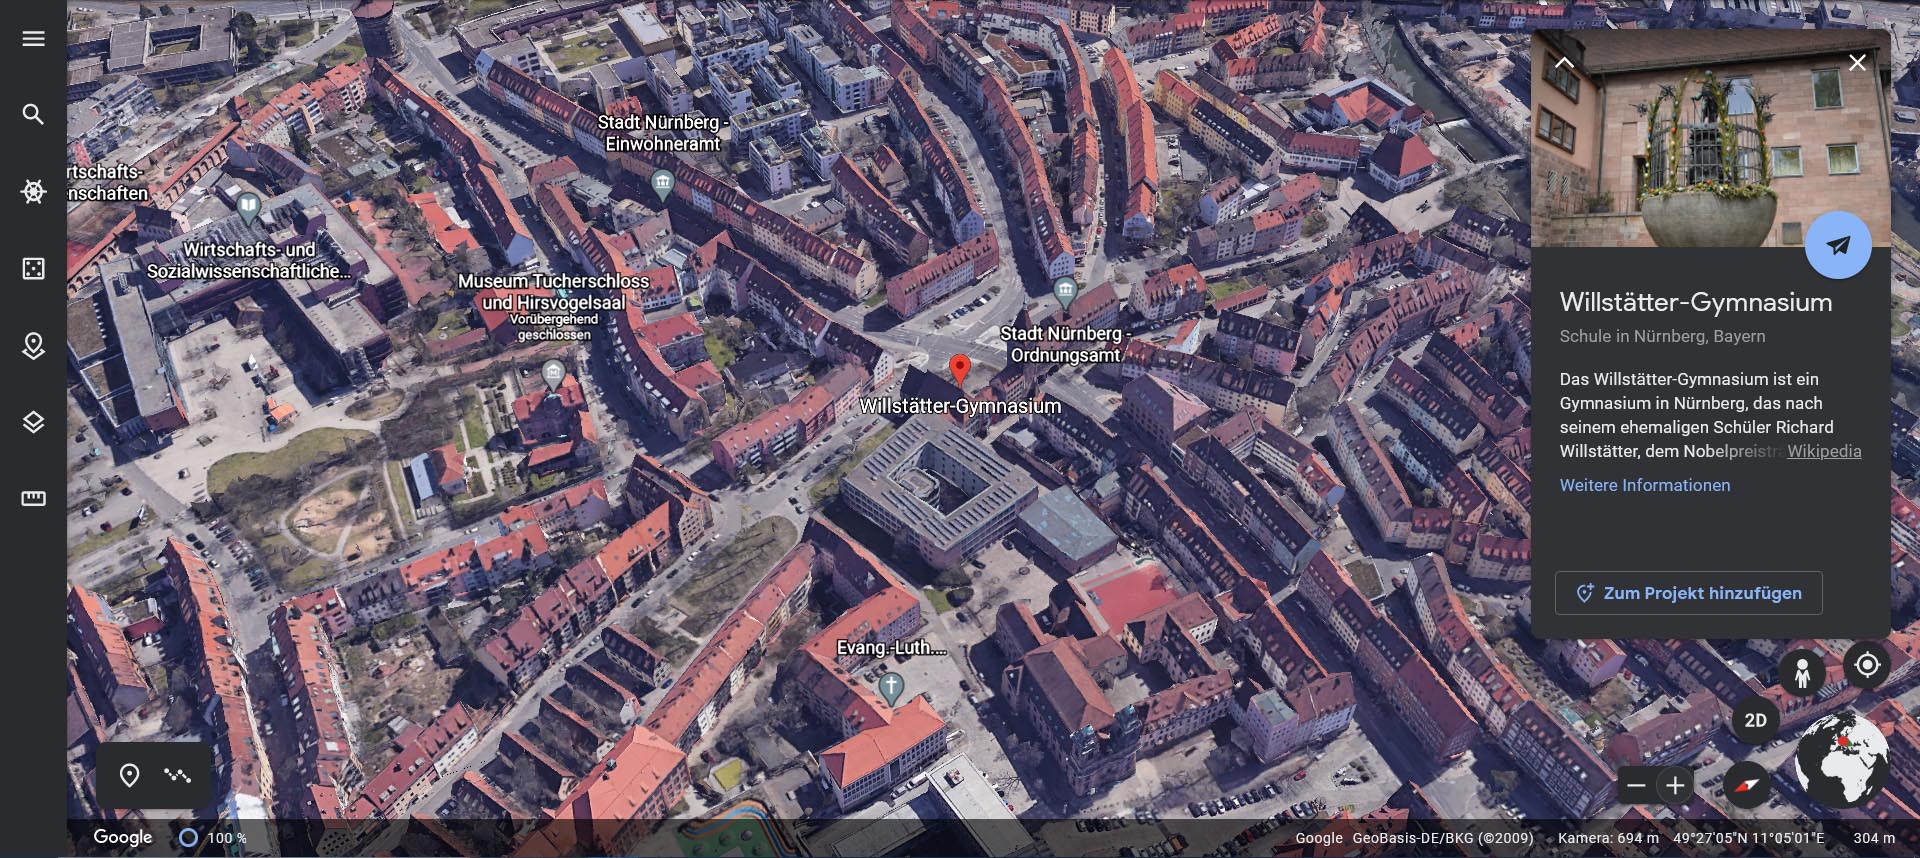 Stadt Nürnberg -
Einwohneramt
rtschafts-
nschaften
Wirtschafts- und
Sozialwissenschaftliche...
Museum Tucherschloss
und Hirsvogelsaal
Vorübergehend
geschlossen
Stadt Nürnberg -
Ordnungsamt
Willstätter-Gymnasium
Evang.-Luth....
Willstätter-Gymnasium
Schule in Nürnberg, Bayern
Das Willstätter-Gymnasium ist ein
Gymnasium in Nürnberg, das nach
seinem ehemaligen Schüler Richard
Willstätter, dem Nobelpreistr Wikipedia
Weitere Informationen
Zum Projekt hinzufügen
2D
Google 100 %
Google GeoBasis-DE/BKG (©2009) Kamera: 694 m 49°27'05"N 11°05'01"E 304 m